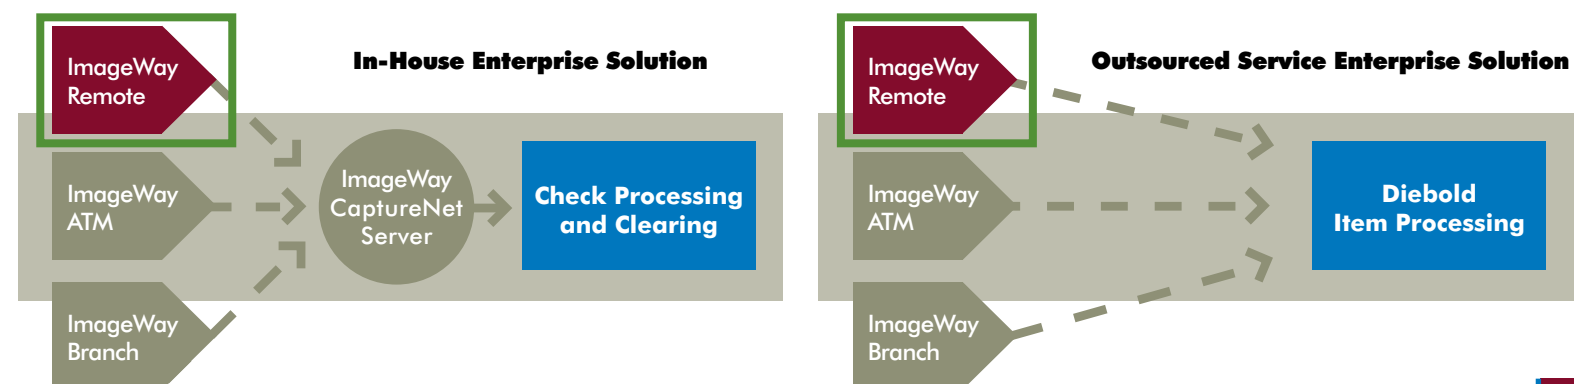 In-House Enterprise Solution
ImageWay
Remote
ImageWay
ATM
ImageWay
Branch
ImageWay
CaptureNet
Server
Check Processing
and Clearing
Outsourced Service Enterprise Solution
ImageWay
Remote
ImageWay
ATM
ImageWay
Branch
Diebold
Item Processing